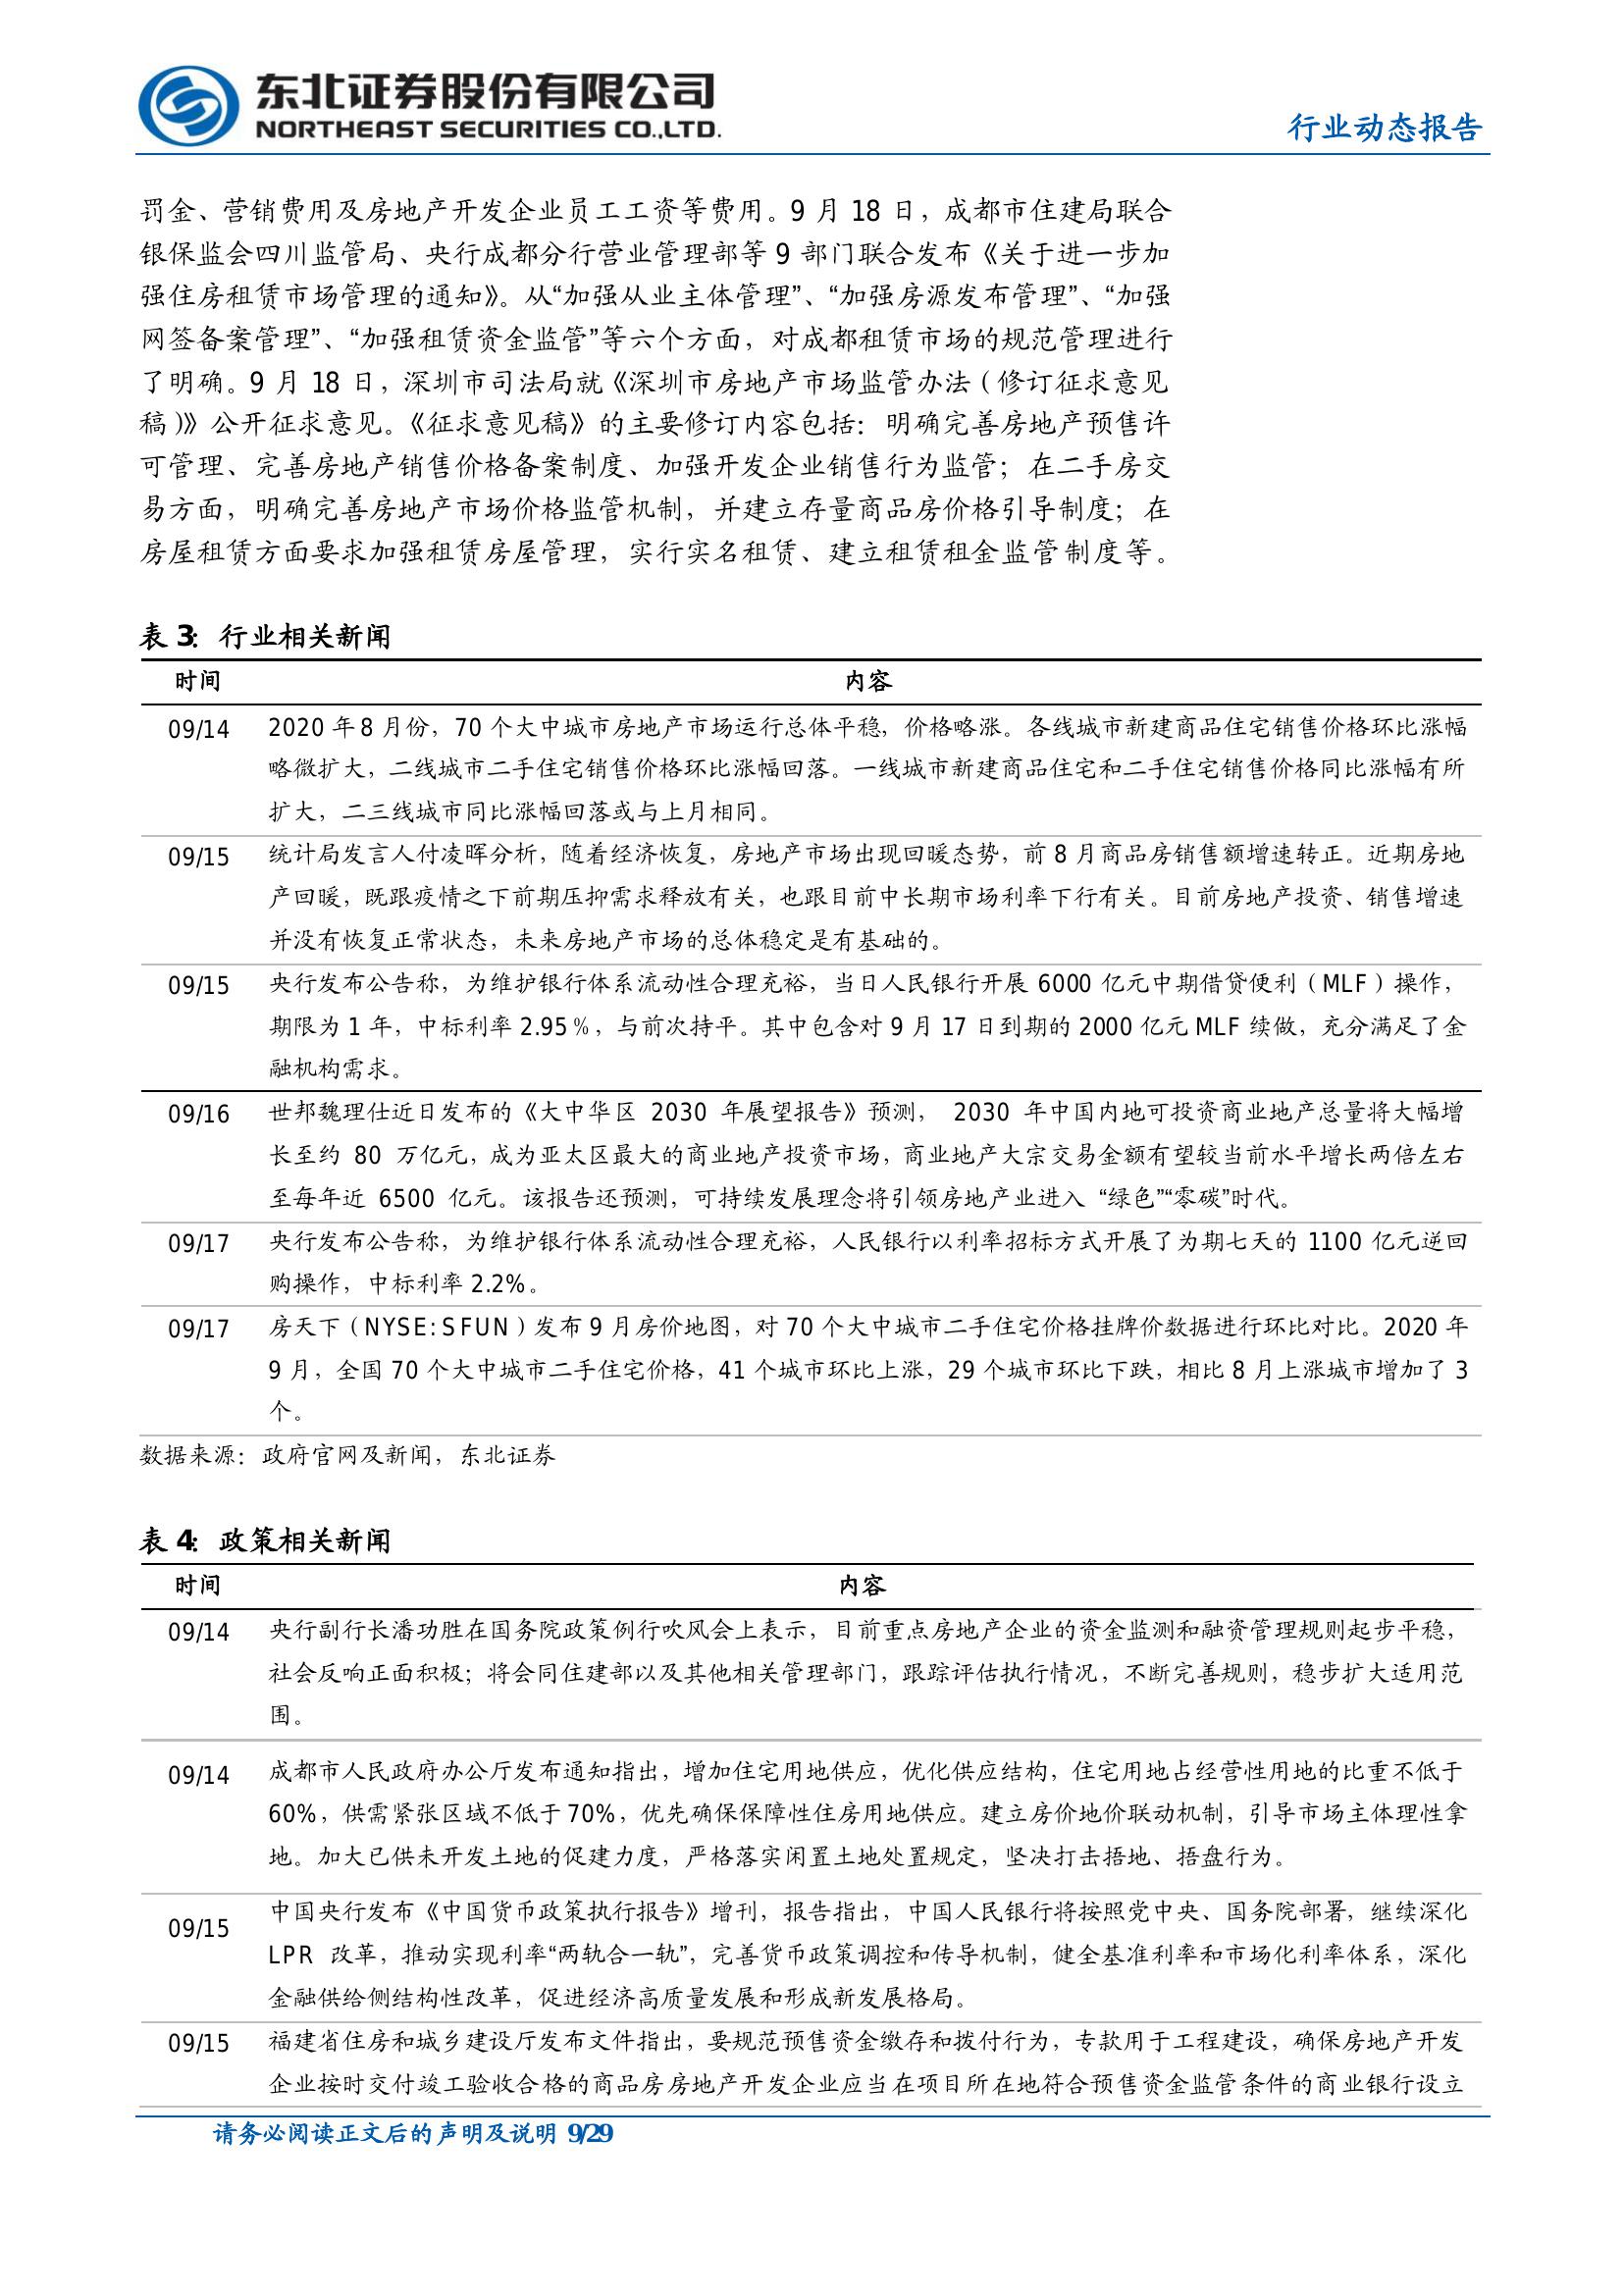 东北证券股份有限公司
NORTHEAST SECURITIES CO.,LTD.
行业动态报告
罚金、营销费用及房地产开发企业员工工资等费用。9 月 18 日，成都市住建局联合
银保监会四川监管局、央行成都分行营业管理部等 9 部门联合发布《关于进一步加
强住房租赁市场管理的通知》。从“加强从业主体管理”、“加强房源发布管理”、“加强
网签备案管理”、“加强租赁资金监管”等六个方面，对成都租赁市场的规范管理进行
了明确。9 月 18 日，深圳市司法局就《深圳市房地产市场监管办法（修订征求意见
稿）》公开征求意见。《征求意见稿》的主要修订内容包括：明确完善房地产预售许
可管理、完善房地产销售价格备案制度、加强开发企业销售行为监管；在二手房交
易方面，明确完善房地产市场价格监管机制，并建立存量商品房价格引导制度；在
房屋租赁方面要求加强租赁房屋管理，实行实名租赁、建立租赁租金监管制度等。
表 3：行业相关新闻
时间 内容
09/14 2020 年 8 月份，70 个大中城市房地产市场运行总体平稳，价格略涨。各线城市新建商品住宅销售价格环比涨幅
略微扩大，二线城市二手住宅销售价格环比涨幅回落。一线城市新建商品住宅和二手住宅销售价格同比涨幅有所
扩大，二三线城市同比涨幅回落或与上月相同。
09/15 统计局发言人付凌晖分析，随着经济恢复，房地产市场出现回暖态势，前 8 月商品房销售额增速转正。近期房地
产回暖，既跟疫情之下前期压抑需求释放有关，也跟目前中长期市场利率下行有关。目前房地产投资、销售增速
并没有恢复正常状态，未来房地产市场的总体稳定是有基础的。
09/15 央行发布公告称，为维护银行体系流动性合理充裕，当日人民银行开展 6000 亿元中期借贷便利（MLF）操作，
期限为 1 年，中标利率 2.95％，与前次持平。其中包含对 9 月 17 日到期的 2000 亿元 MLF 续做，充分满足了金
融机构需求。
09/16 世邦魏理仕近日发布的《大中华区 2030 年展望报告》预测， 2030 年中国内地可投资商业地产总量将大幅增
长至约 80 万亿元，成为亚太区最大的商业地产投资市场，商业地产大宗交易金额有望较当前水平增长两倍左右
至每年近 6500 亿元。该报告还预测，可持续发展理念将引领房地产业进入 “绿色”“零碳”时代。
09/17 央行发布公告称，为维护银行体系流动性合理充裕，人民银行以利率招标方式开展了为期七天的 1100 亿元逆回
购操作，中标利率 2.2%。
09/17 房天下（NYSE:SFUN）发布 9 月房价地图，对 70 个大中城市二手住宅价格挂牌价数据进行环比对比。2020 年
9 月，全国 70 个大中城市二手住宅价格，41 个城市环比上涨，29 个城市环比下跌，相比 8 月上涨城市增加了 3
个。
数据来源：政府官网及新闻，东北证券
表 4：政策相关新闻
时间 内容
09/14 央行副行长潘功胜在国务院政策例行吹风会上表示，目前重点房地产企业的资金监测和融资管理规则起步平稳，
社会反响正面积极；将会同住建部以及其他相关管理部门，跟踪评估执行情况，不断完善规则，稳步扩大适用范
围。
09/14 成都市人民政府办公厅发布通知指出，增加住宅用地供应，优化供应结构，住宅用地占经营性用地的比重不低于
60%，供需紧张区域不低于 70%，优先确保保障性住房用地供应。建立房价地价联动机制，引导市场主体理性拿
地。加大已供未开发土地的促建力度，严格落实闲置土地处置规定，坚决打击捂地、捂盘行为。
09/15 中国央行发布《中国货币政策执行报告》增刊，报告指出，中国人民银行将按照党中央、国务院部署，继续深化
LPR 改革，推动实现利率“两轨合一轨”，完善货币政策调控和传导机制，健全基准利率和市场化利率体系，深化
金融供给侧结构性改革，促进经济高质量发展和形成新发展格局。
09/15 福建省住房和城乡建设厅发布文件指出，要规范预售资金缴存和拨付行为，专款用于工程建设，确保房地产开发
企业按时交付竣工验收合格的商品房房地产开发企业应当在项目所在地符合预售资金监管条件的商业银行设立
请务必阅读正文后的声明及说明 9/29